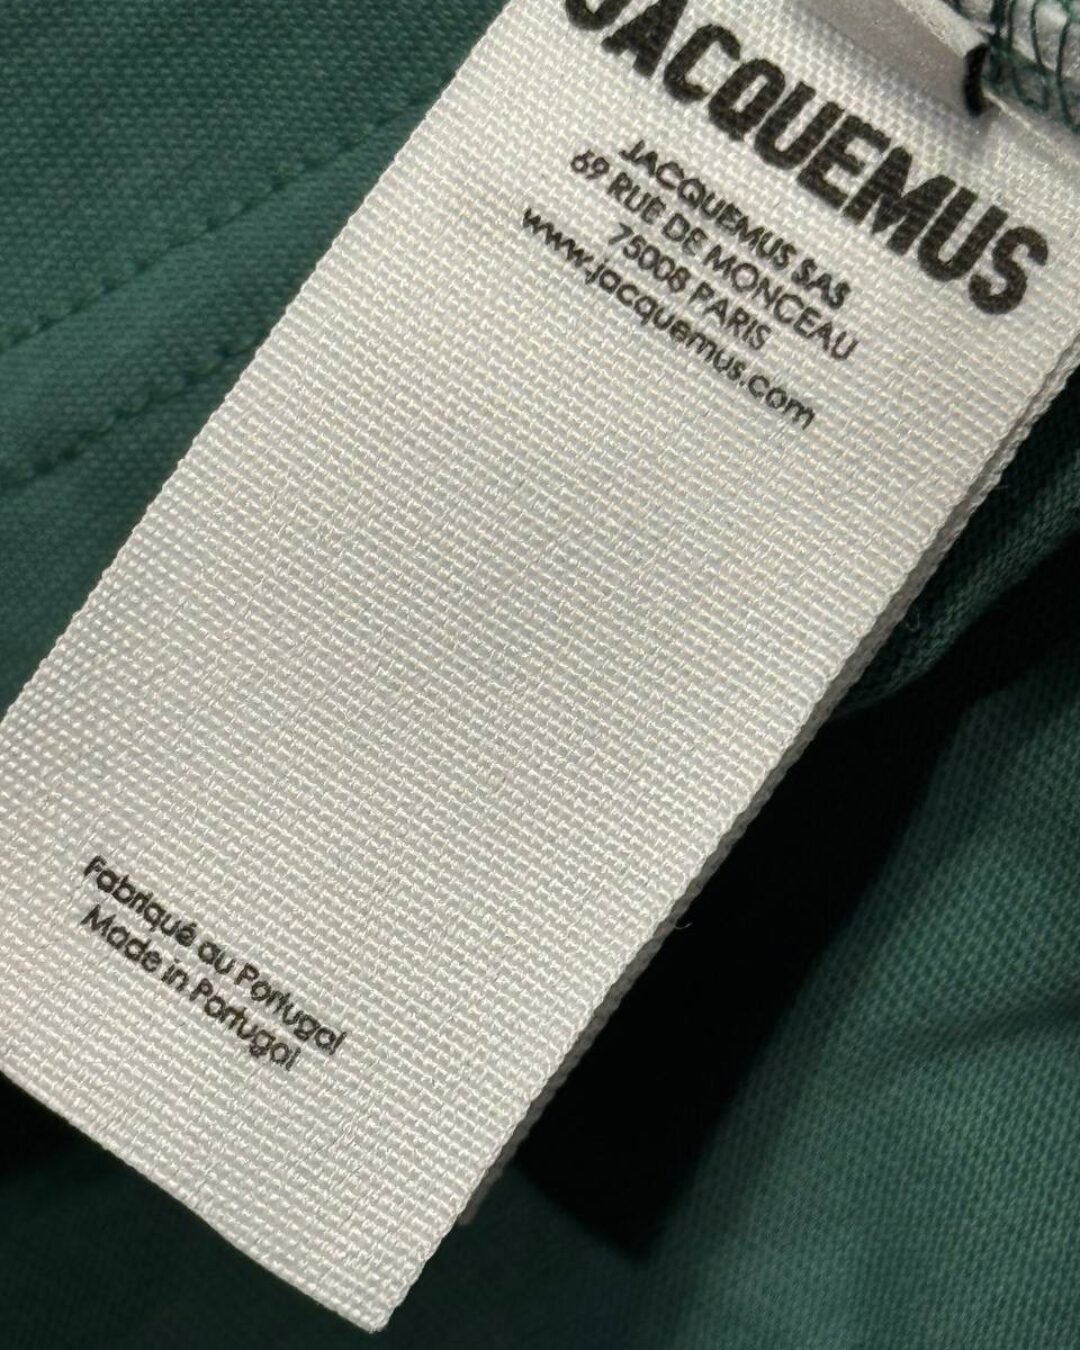 JACQUEMUS
JACQUEMUS SAS
69 RUE DE MONCEAU
75008 PARIS
www.jacquemus.com
Fabriqué au Portugal
Made in Portugal